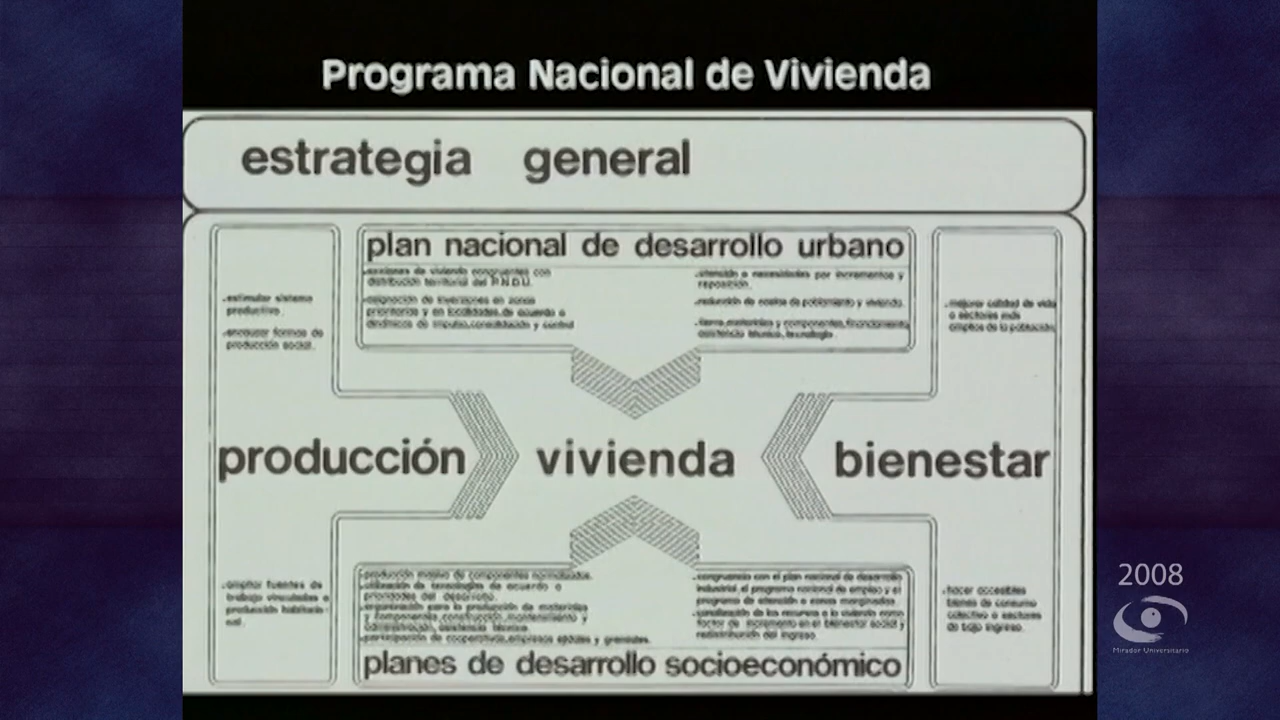 Programa Nacional de Vivienda
estrategia general
plan nacional de desarrollo urbano
.acciones de vivienda congruentes con
distribución territorial del P.N.D.U.
.asignación de inversiones en zonas
prioritarias y en localidades, de acuerdo a
dinámicas de impulso, consolidación y control
.atención a necesidades por incrementos y
reposición.
.reducción de costos de poblamiento y vivienda.
.tierra, materiales y componentes, financiamiento,
asistencia técnica, tecnología.
.estimular sistema
productivo.
.encauzar formas de
producción social.
.mejorar calidad de vida
a sectores más
amplios de la población.
producción
vivienda
bienestar
.ampliar fuentes de
trabajo vinculadas a
producción habitacio-
nal.
.producción masiva de componentes normalizados.
.utilización de tecnologías de acuerdo a
prioridades del desarrollo.
.organización para la producción de materiales
y componentes, construcción, mantenimiento y
administración, asistencia técnica.
.participación de cooperativas, empresas ejidales y gremiales.
.congruencia con el plan nacional de desarrollo
industrial, el programa nacional de empleo y el
programa de atención a zonas marginadas.
.canalización de los recursos a la vivienda como
factor de incremento en el bienestar social y
redistribución del ingreso.
.hacer accesibles
bienes de consumo
colectivo a sectores
de bajo ingreso.
planes de desarrollo socioeconómico
2008
Mirador Universitario